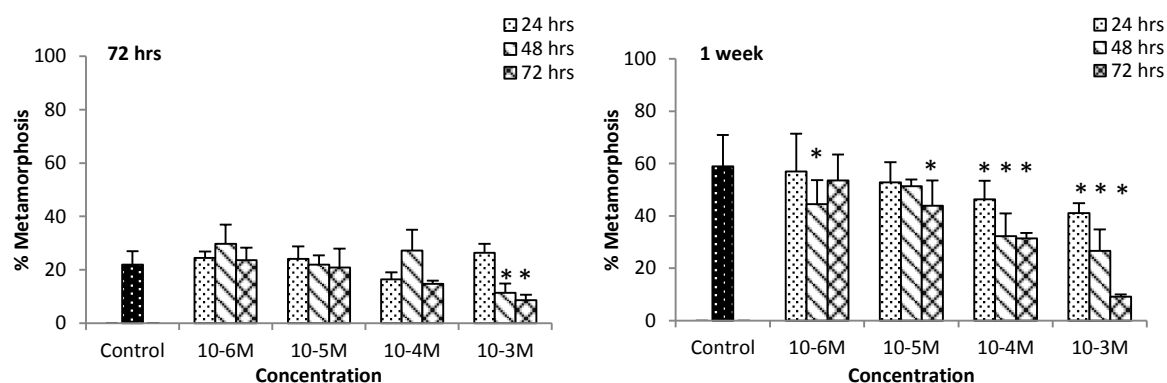 72 hrs
24 hrs
48 hrs
72 hrs
% Metamorphosis
100
80
60
40
20
0
* *
Control 10-6M 10-5M 10-4M 10-3M
Concentration
1 week
24 hrs
48 hrs
72 hrs
% Metamorphosis
100
80
60
40
20
0
* * * * * * * *
Control 10-6M 10-5M 10-4M 10-3M
Concentration